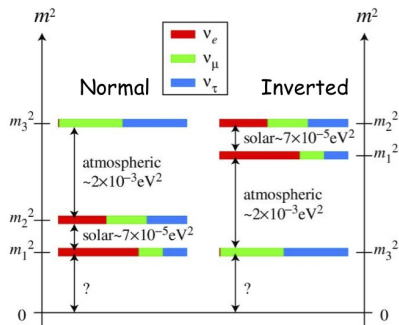 m²
m²
νe
νμ
ντ
Normal
Inverted
m₃²
m₂²
solar~7×10⁻⁵eV²
m₁²
atmospheric
~2×10⁻³eV²
atmospheric
~2×10⁻³eV²
m₂²
solar~7×10⁻⁵eV²
m₁²
m₃²
?
?
0
0